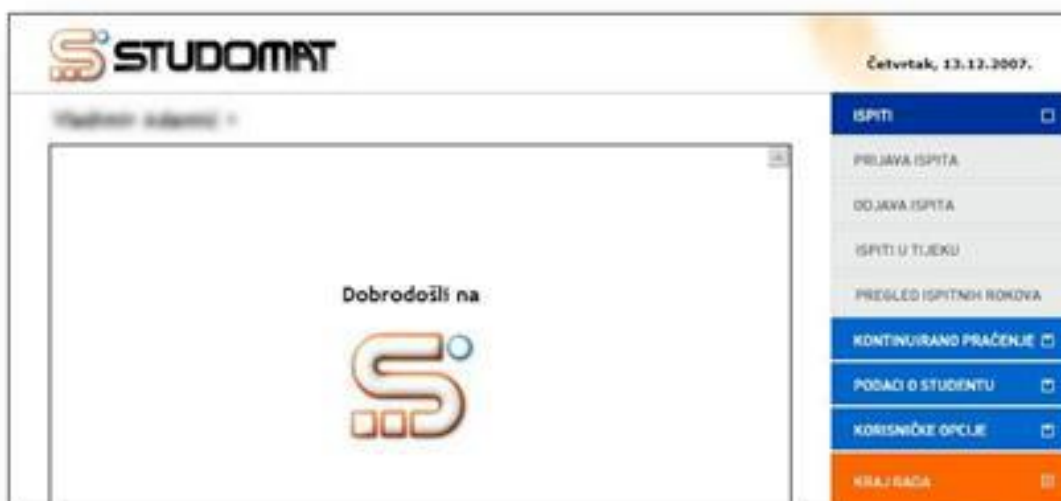 STUDOMAT
Četvrtak, 13.12.2007.
Dobrodošli na
ISPITI
PRIJAVA ISPITA
ODJAVA ISPITA
ISPITI U TIJEKU
PREGLED ISPITNIH ROKOVA
KONTINUIRANO PRAĆENJE
PODACI O STUDENTU
KORISNIČKE OPCIJE
KRAJ RADA